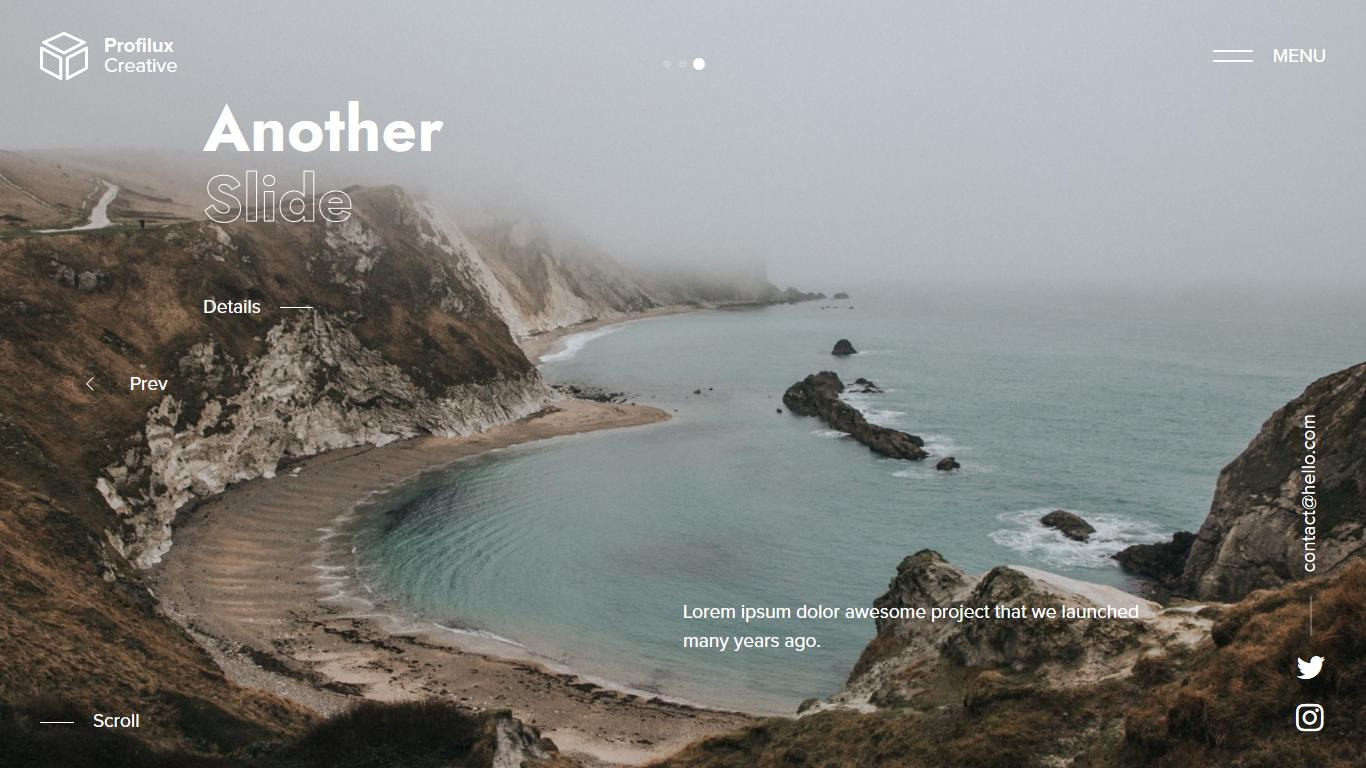 Profilux
Creative
MENU
Another
Slide
Details
Prev
contact@hello.com
Lorem ipsum dolor awesome project that we launched
many years ago.
Scroll